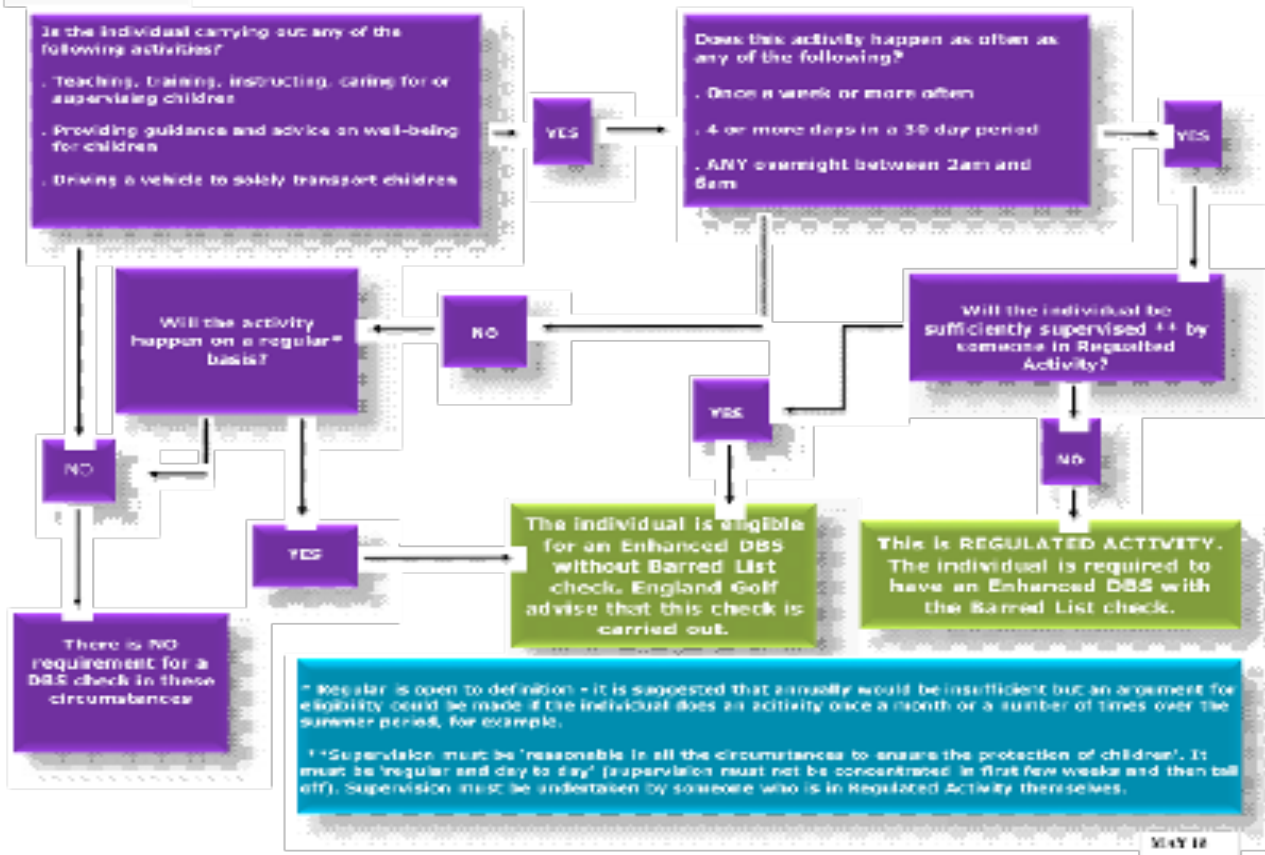 Is the individual carrying out any of the
following activities?
. Teaching, training, instructing, caring for or
supervising children
. Providing guidance and advice on well-being
for children
. Driving a vehicle to solely transport children
YES
Does this activity happen as often as
any of the following?
. Once a week or more often
. 4 or more days in a 30 day period
. ANY overnight between 2am and
6am
YES
Will the activity
happen on a regular*
basis?
NO
Will the individual be
sufficiently supervised ** by
someone in Regualted
Activity?
YES
NO
NO
YES
The individual is eligible
for an Enhanced DBS
without Barred List
check. England Golf
advise that this check is
carried out.
This is REGULATED ACTIVITY.
The individual is required to
have an Enhanced DBS with
the Barred List check.
There is NO
requirement for a
DBS check in these
circumstances
* Regular is open to definition - it is suggested that annually would be insufficient but an argument for
eligibility could be made if the individual does an acitivity once a month or a number of times over the
summer period, for example.
**Supervision must be 'reasonable in all the circumstances to ensure the protection of children'. It
must be 'regular and day to day' (supervision must not be concentrated in first few weeks and then tail
off). Supervision must be undertaken by someone who is in Regulated Activity themselves.
MAY 18